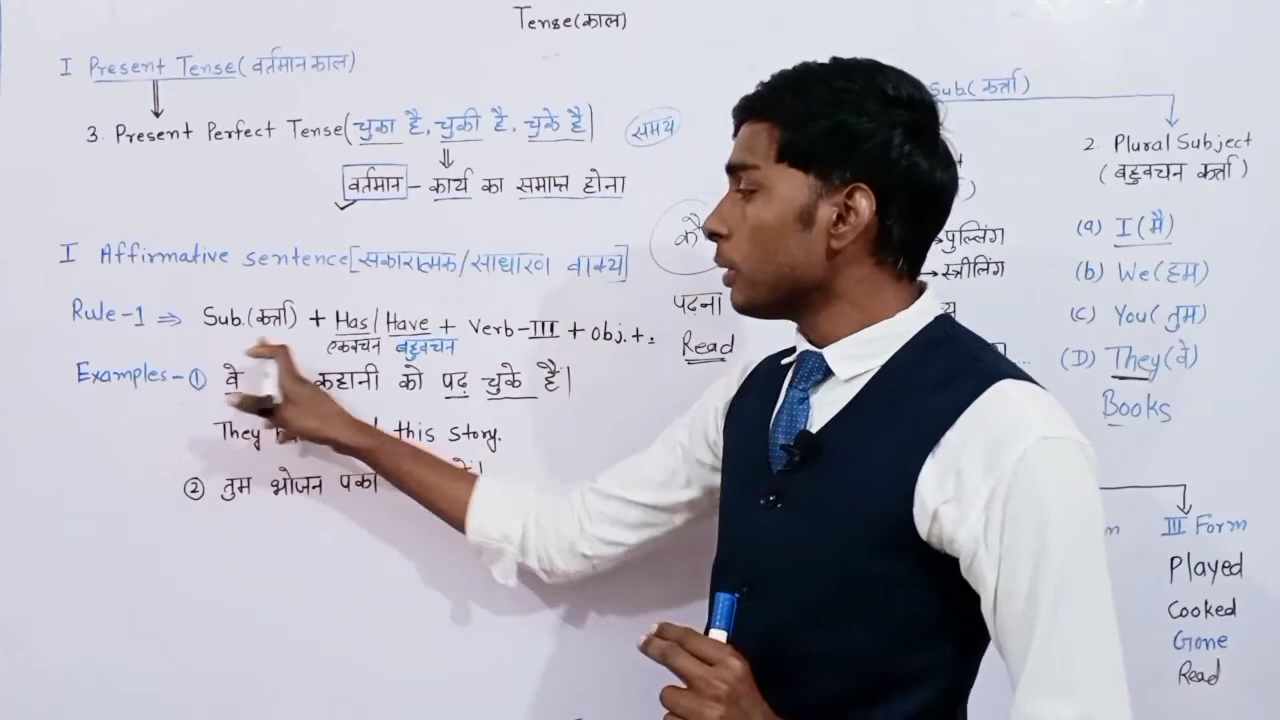 Tense(काल)
I Present Tense(वर्तमान काल)
3. Present Perfect Tense(चुका है, चुकी है, चुके है)
समय
वर्तमान - कार्य का समाप्त होना
I Affirmative sentence[सकारात्मक/साधारण वाक्य]
Rule-1 ⇒ Sub.(कर्त्ता) + Has/Have + Verb-III + obj.+.
एकवचन बहुवचन
Examples- ① वे कहानी को पढ़ चुके हैं|
They this story.
② तुम भोजन पका
पढ़ना
Read
Sub.(कर्त्ता)
2. Plural Subject
(बहुवचन कर्त्ता)
→पुल्लिंग
→स्त्रीलिंग
(a) I(मै)
(b) We(हम)
(c) You(तुम)
(D) They(वे)
Books
III Form
Played
Cooked
Gone
Read